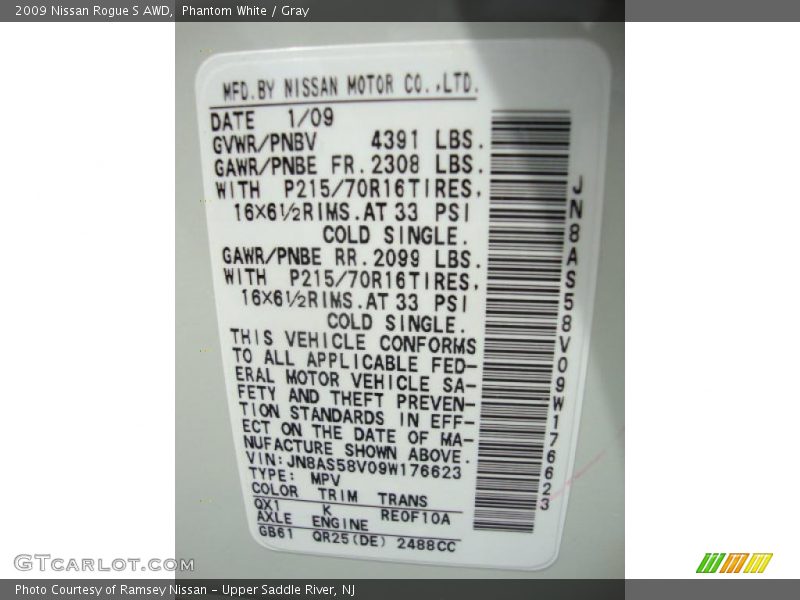 2009 Nissan Rogue S AWD, Phantom White / Gray
MFD.BY NISSAN MOTOR CO.,LTD.
DATE 1/09
GVWR/PNBV 4391 LBS.
GAWR/PNBE FR.2308 LBS.
WITH P215/70R16TIRES,
16×6½RIMS.AT 33 PSI
COLD SINGLE.
GAWR/PNBE RR.2099 LBS.
WITH P215/70R16TIRES,
16×6½RIMS.AT 33 PSI
COLD SINGLE.
THIS VEHICLE CONFORMS
TO ALL APPLICABLE FED-
ERAL MOTOR VEHICLE SA-
FETY AND THEFT PREVEN-
TION STANDARDS IN EFF-
ECT ON THE DATE OF MA-
NUFACTURE SHOWN ABOVE.
VIN:JN8AS58V09W176623
TYPE: MPV
COLOR TRIM TRANS
QX1 K RE0F10A
AXLE ENGINE
GB61 QR25(DE) 2488CC
JN8AS58V09W176623
GTCarLot.com
Photo Courtesy of Ramsey Nissan - Upper Saddle River, NJ